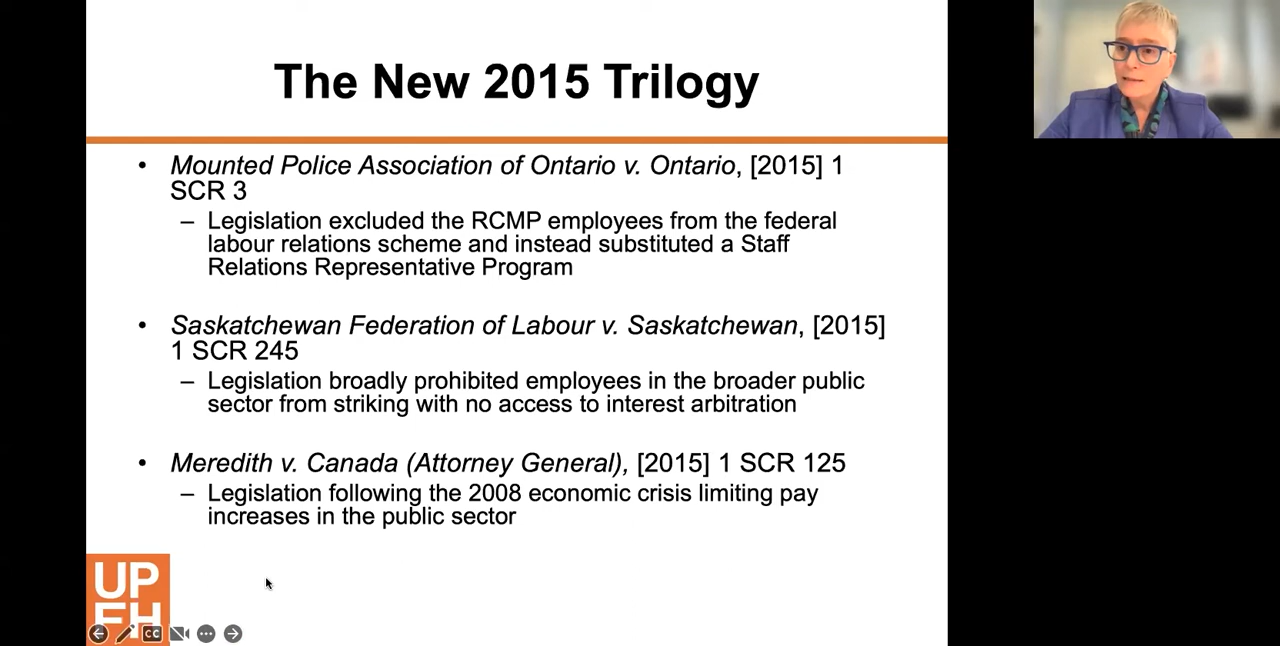 The New 2015 Trilogy
• Mounted Police Association of Ontario v. Ontario, [2015] 1
SCR 3
– Legislation excluded the RCMP employees from the federal
labour relations scheme and instead substituted a Staff
Relations Representative Program
• Saskatchewan Federation of Labour v. Saskatchewan, [2015]
1 SCR 245
– Legislation broadly prohibited employees in the broader public
sector from striking with no access to interest arbitration
• Meredith v. Canada (Attorney General), [2015] 1 SCR 125
– Legislation following the 2008 economic crisis limiting pay
increases in the public sector
UP
FH
CC